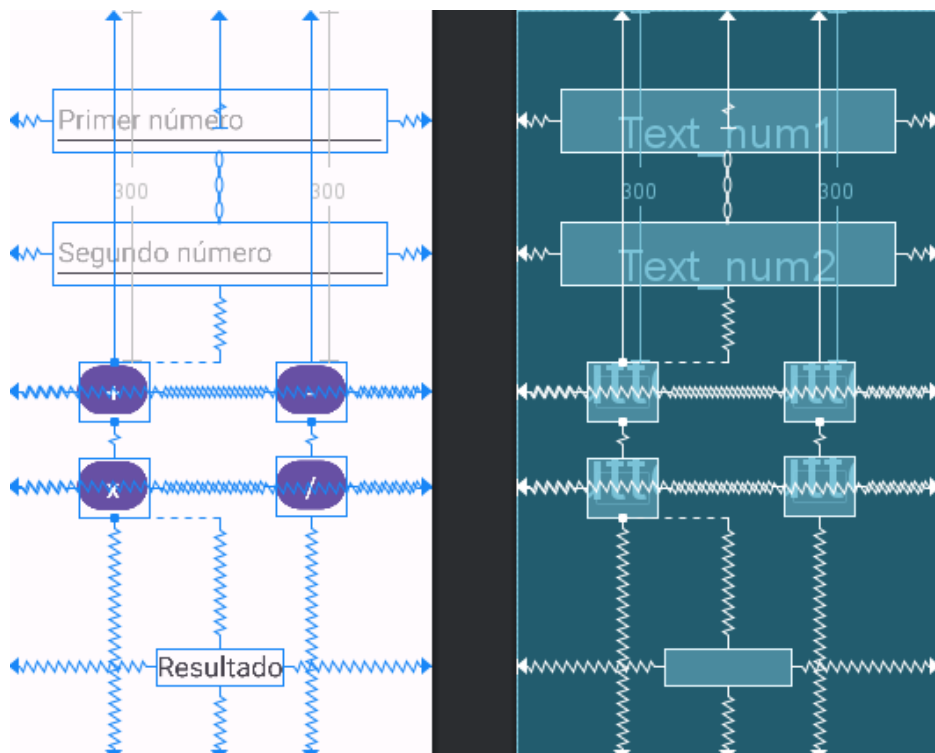 Primer número
Text_num1
300
300
300
300
Segundo número
Text_num2
+
-
x
/
Resultado